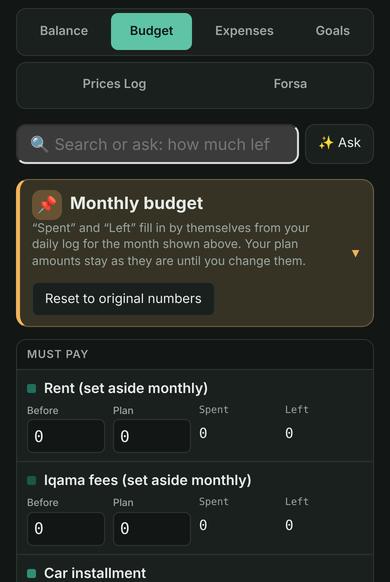 Balance Budget Expenses Goals
Prices Log Forsa
🔍 Search or ask: how much lef
✨ Ask
📌 Monthly budget
“Spent” and “Left” fill in by themselves from your
daily log for the month shown above. Your plan
amounts stay as they are until you change them.
▼
Reset to original numbers
MUST PAY
Rent (set aside monthly)
Before Plan Spent Left
0 0 0 0
Iqama fees (set aside monthly)
Before Plan Spent Left
0 0 0 0
Car installment